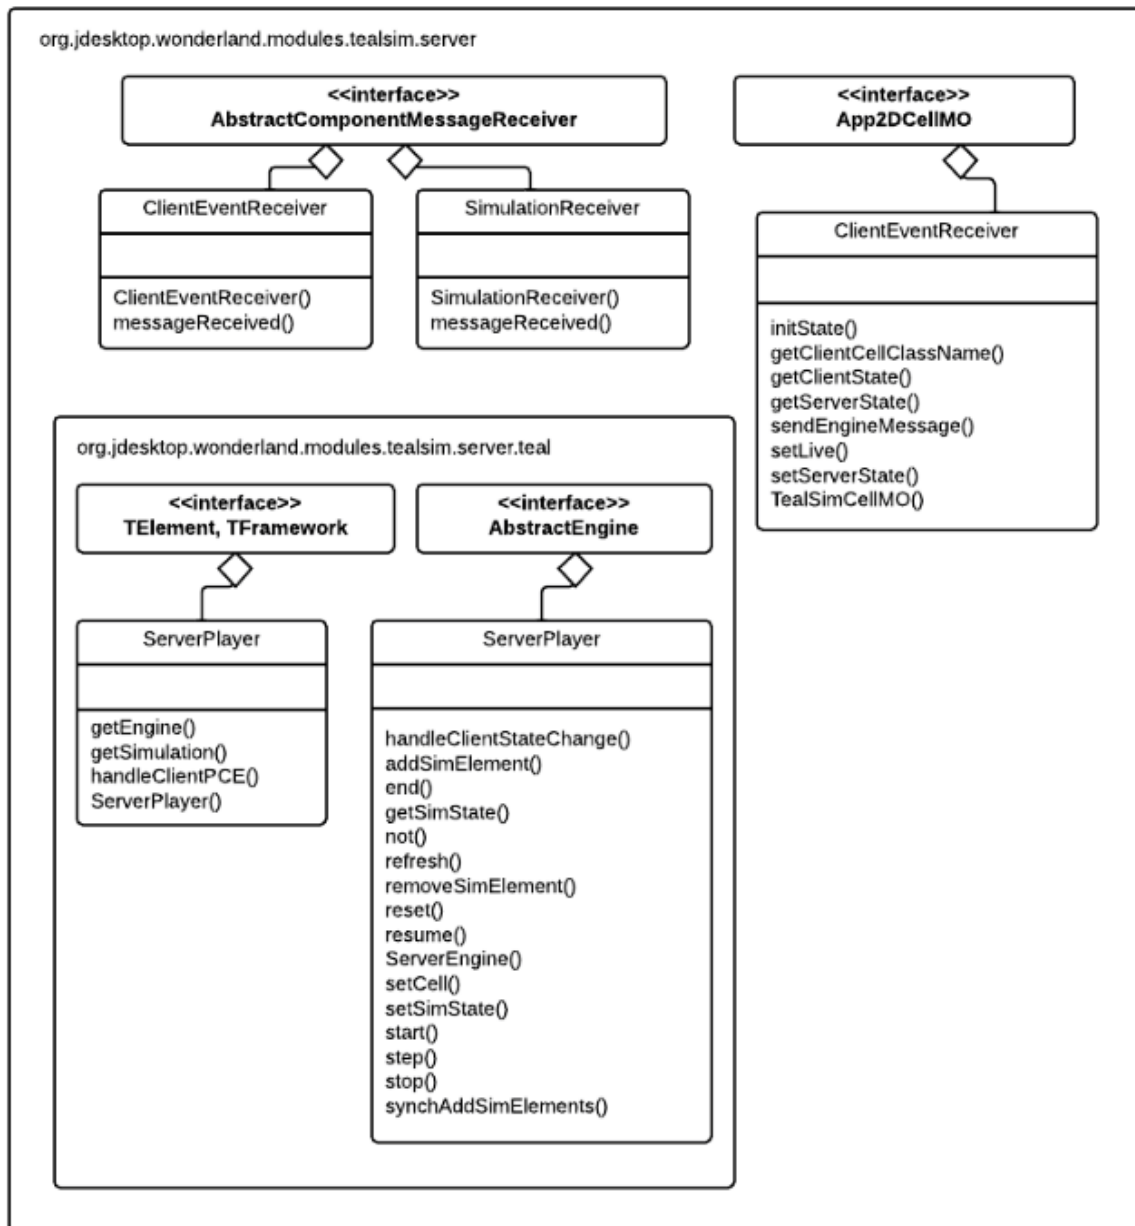 org.jdesktop.wonderland.modules.tealsim.server
<<interface>>
AbstractComponentMessageReceiver
<<interface>>
App2DCellMO
ClientEventReceiver
ClientEventReceiver()
messageReceived()
SimulationReceiver
SimulationReceiver()
messageReceived()
ClientEventReceiver
initState()
getClientCellClassName()
getClientState()
getServerState()
sendEngineMessage()
setLive()
setServerState()
TealSimCellMO()
org.jdesktop.wonderland.modules.tealsim.server.teal
<<interface>>
TElement, TFramework
<<interface>>
AbstractEngine
ServerPlayer
getEngine()
getSimulation()
handleClientPCE()
ServerPlayer()
ServerPlayer
handleClientStateChange()
addSimElement()
end()
getSimState()
not()
refresh()
removeSimElement()
reset()
resume()
ServerEngine()
setCell()
setSimState()
start()
step()
stop()
synchAddSimElements()